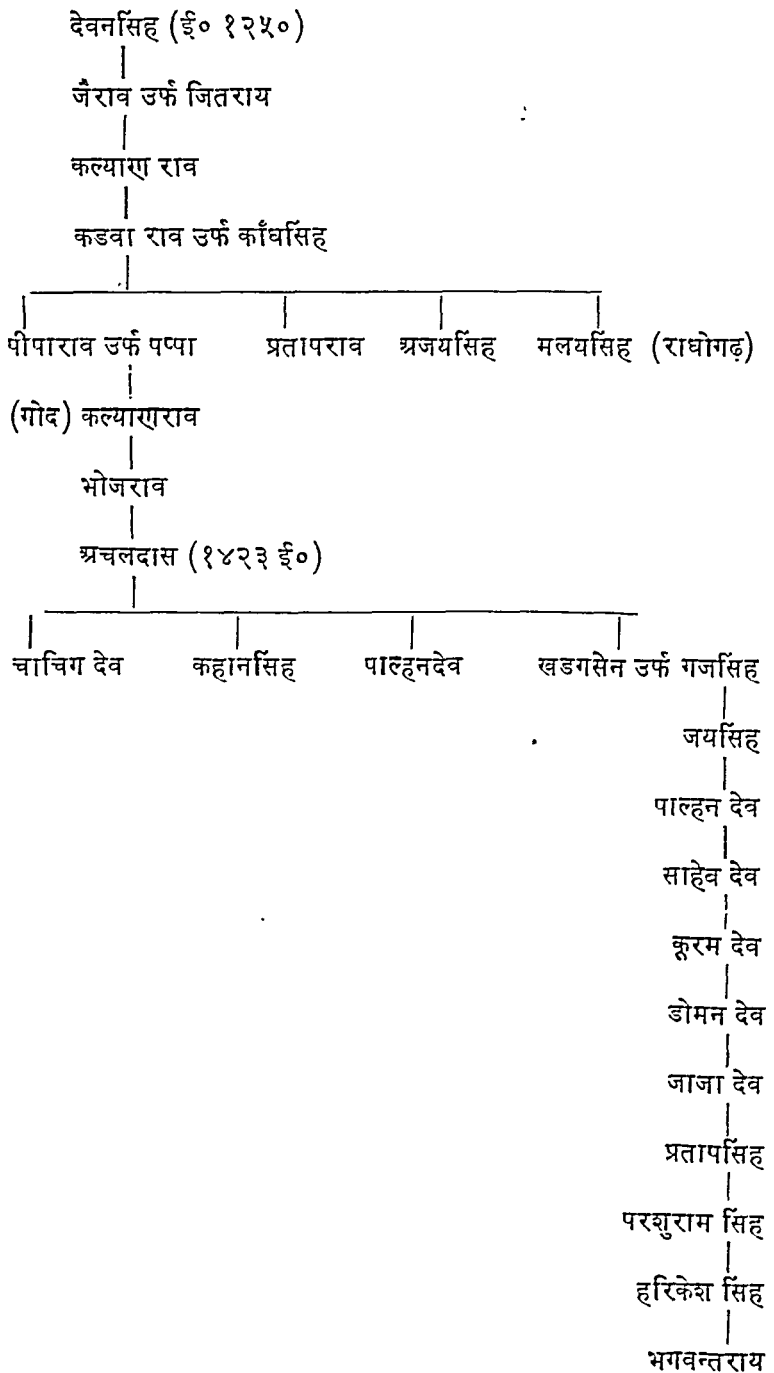 देवनसिंह (ई० १२५०)
जैराव उर्फ जितराय
कल्याण राव
कडवा राव उर्फ काँधसिंह
पीपाराव उर्फ पप्पा प्रतापराव अजयसिंह मलयसिंह (राघोगढ़)
(गोद) कल्याणराव
भोजराव
अचलदास (१४२३ ई०)
चाचिग देव कहानसिंह पाल्हनदेव खडगसेन उर्फ गजसिंह
जयसिंह
पाल्हन देव
साहेव देव
कूरम देव
डोमन देव
जाजा देव
प्रतापसिंह
परशुराम सिंह
हरिकेश सिंह
भगवन्तराय